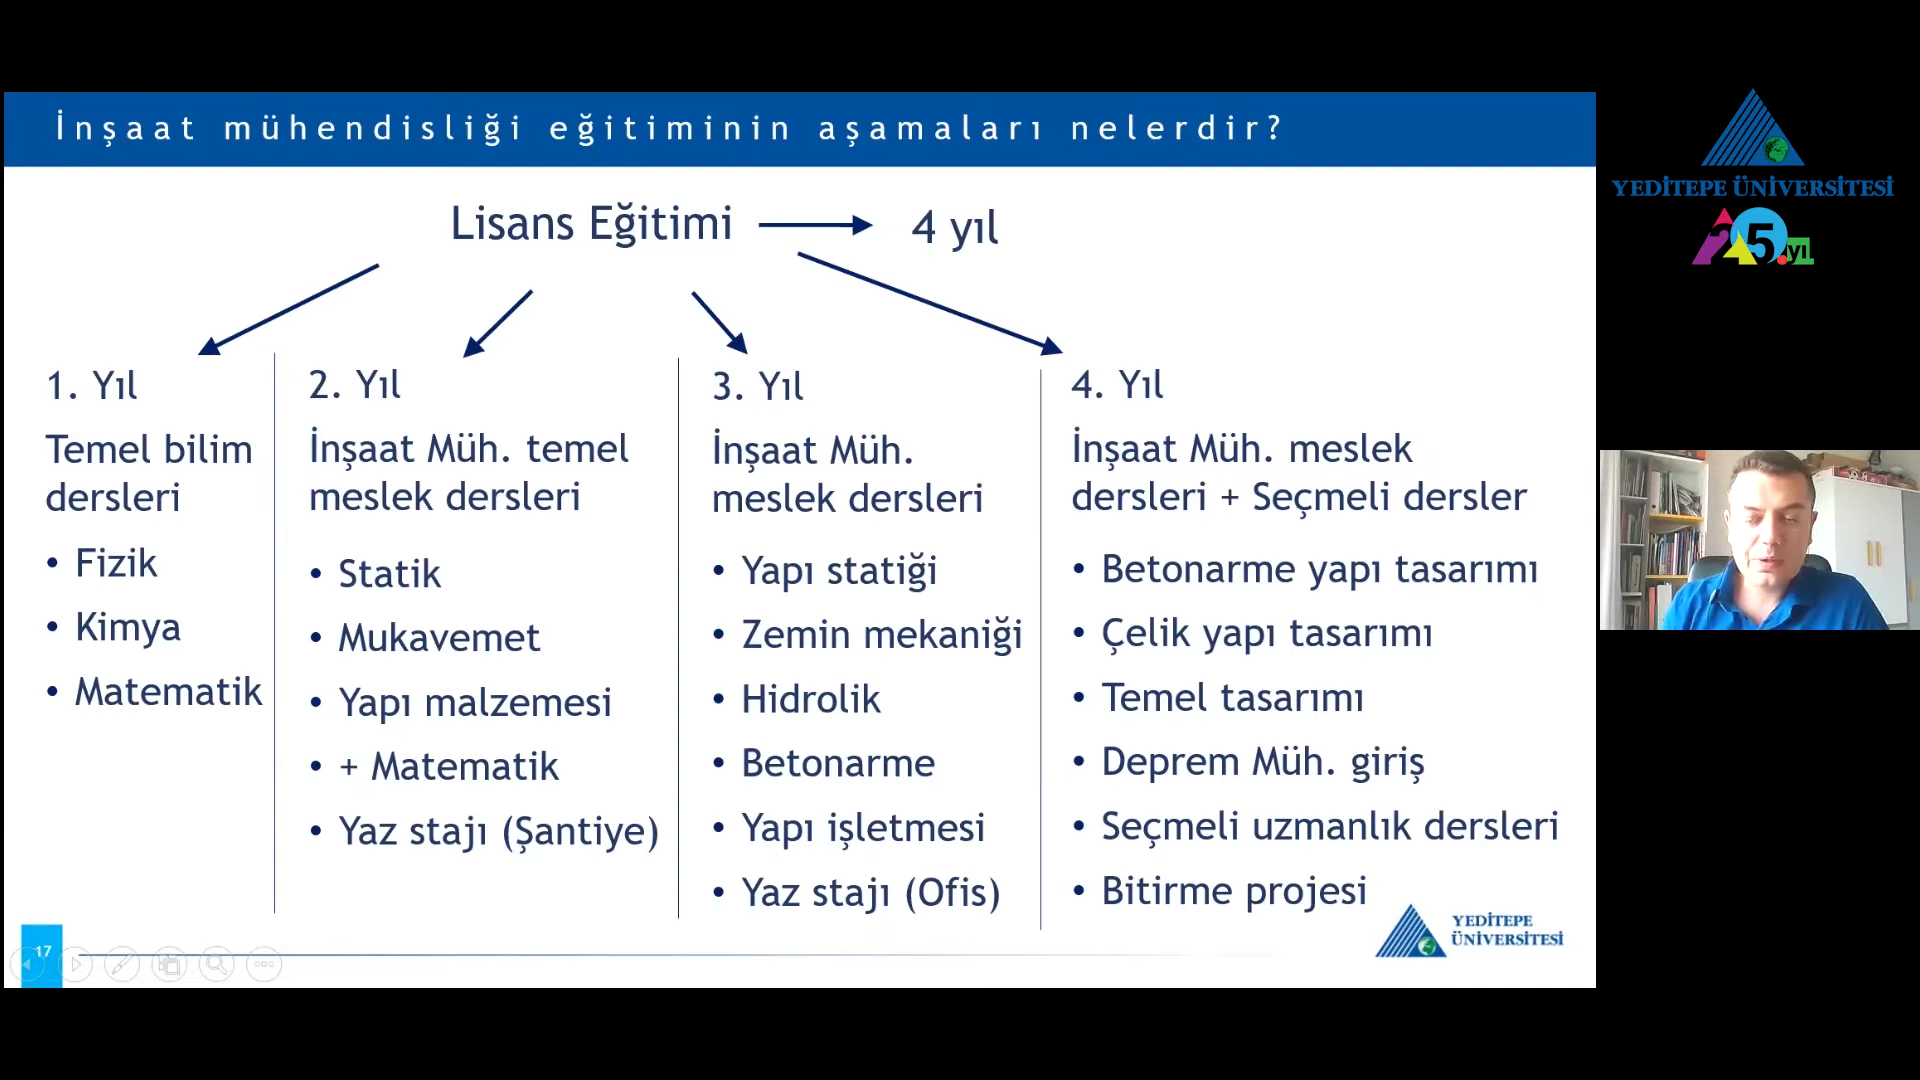 İnşaat mühendisliği eğitiminin aşamaları nelerdir?
Lisans Eğitimi
4 yıl
1. Yıl
Temel bilim
dersleri
• Fizik
• Kimya
• Matematik
2. Yıl
İnşaat Müh. temel
meslek dersleri
• Statik
• Mukavemet
• Yapı malzemesi
• + Matematik
• Yaz stajı (Şantiye)
3. Yıl
İnşaat Müh.
meslek dersleri
• Yapı statiği
• Zemin mekaniği
• Hidrolik
• Betonarme
• Yapı işletmesi
• Yaz stajı (Ofis)
4. Yıl
İnşaat Müh. meslek
dersleri + Seçmeli dersler
• Betonarme yapı tasarımı
• Çelik yapı tasarımı
• Temel tasarımı
• Deprem Müh. giriş
• Seçmeli uzmanlık dersleri
• Bitirme projesi
17
YEDİTEPE
ÜNİVERSİTESİ
YEDİTEPE ÜNİVERSİTESİ
25.yıl